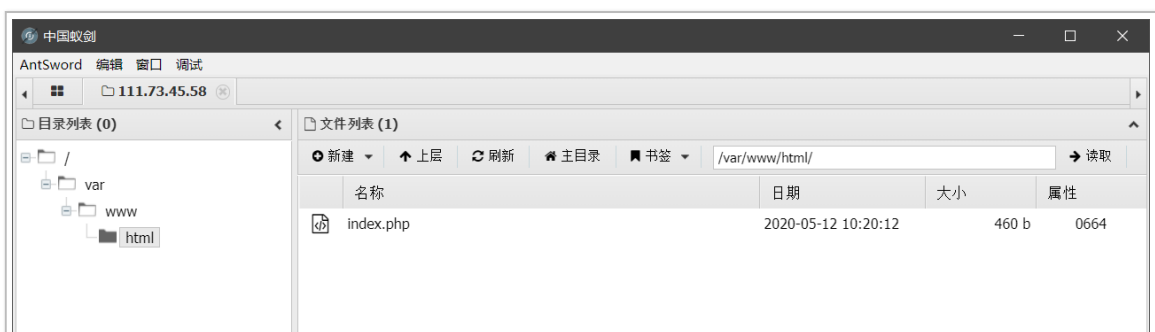 中国蚁剑
AntSword 编辑 窗口 调试
111.73.45.58
目录列表 (0)
文件列表 (1)
新建 上层 刷新 主目录 书签 /var/www/html/ 读取
/
var
www
html
名称 日期 大小 属性
index.php 2020-05-12 10:20:12 460 b 0664